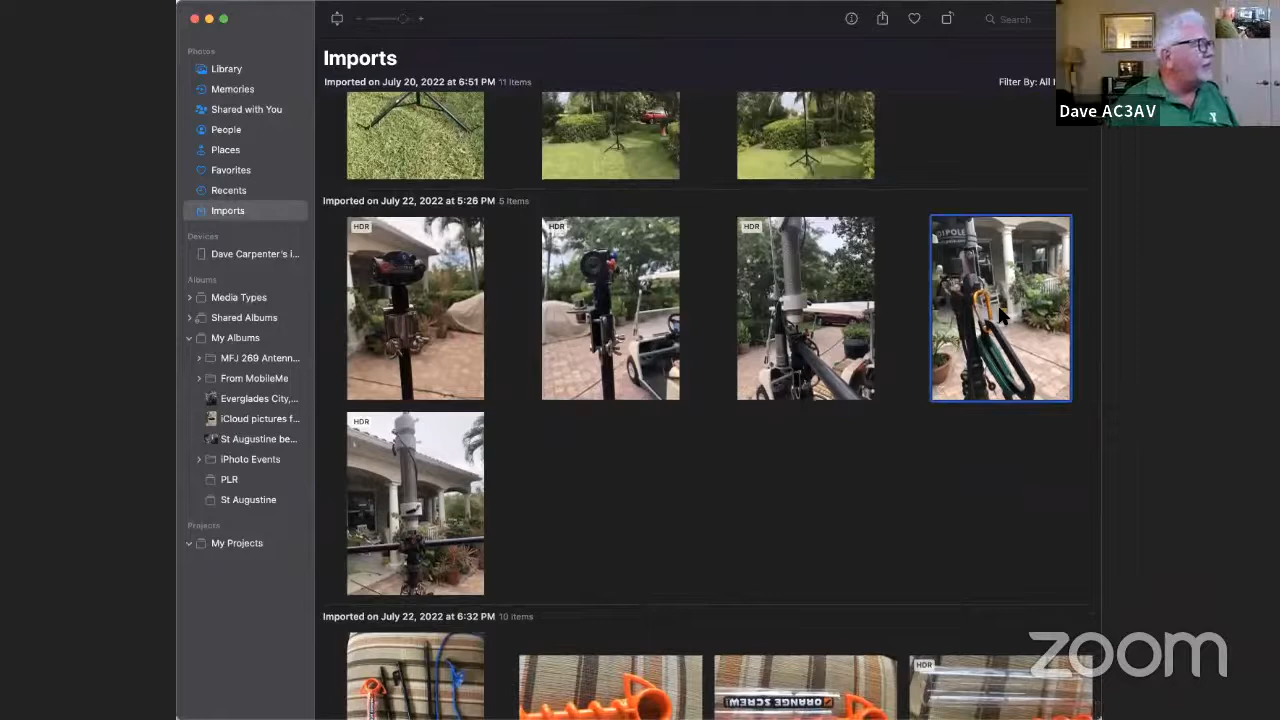 Search
Photos
Library
Memories
Shared with You
People
Places
Favorites
Recents
Imports
Devices
Dave Carpenter's i...
Albums
Media Types
Shared Albums
My Albums
MFJ 269 Antenn...
From MobileMe
Everglades City,...
iCloud pictures f...
St Augustine be...
iPhoto Events
PLR
St Augustine
Projects
My Projects
Imports
Imported on July 20, 2022 at 6:51 PM 11 Items
Filter By: All
Imported on July 22, 2022 at 5:26 PM 5 Items
HDR
HDR
HDR
HDR
Imported on July 22, 2022 at 6:32 PM 10 Items
HDR
ORANGE SCREW
Dave AC3AV
zoom